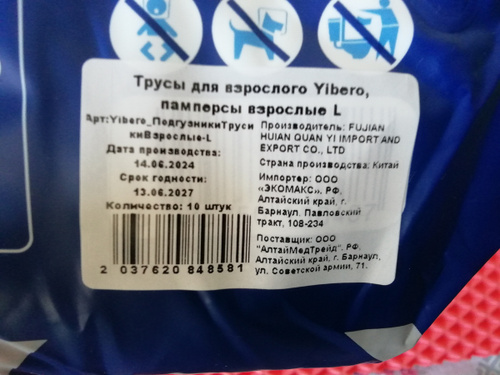 Трусы для взрослого Yibero,
памперсы взрослые L
Арт:Yibero_ПодгузникиТруси
киВзрослые-L
Дата производства:
14.06.2024
Срок годности:
13.06.2027
Количество: 10 штук
2 037620 848581
Производитель: FUJIAN
HUIAN QUAN YI IMPORT AND
EXPORT CO., LTD
Страна производства: Китай
Импортер: ООО
«ЭКОМАКС». РФ,
Алтайский край, г.
Барнаул, Павловский
тракт, 108-234
Поставщик: ООО
"АлтайМедТрейд". РФ,
Алтайский край, г. Барнаул,
ул. Советской армии, 71.